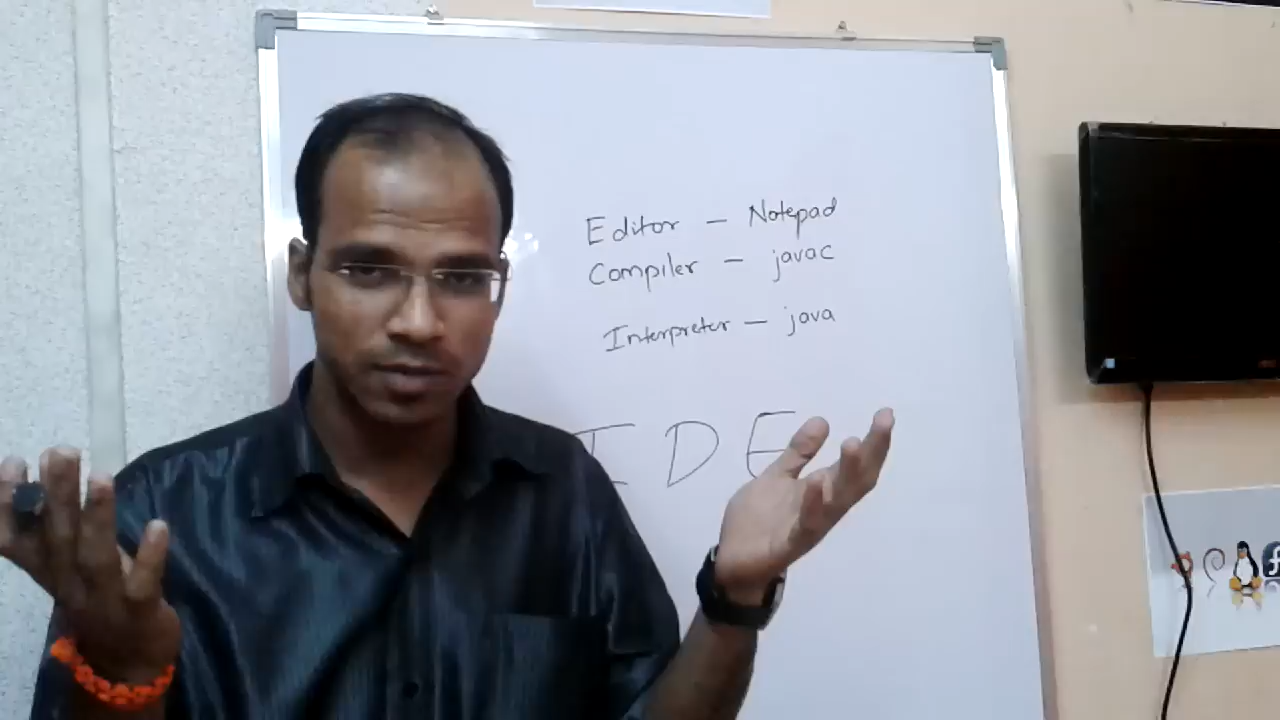 Editor – Notepad
Compiler – javac
Interpreter – java
IDE